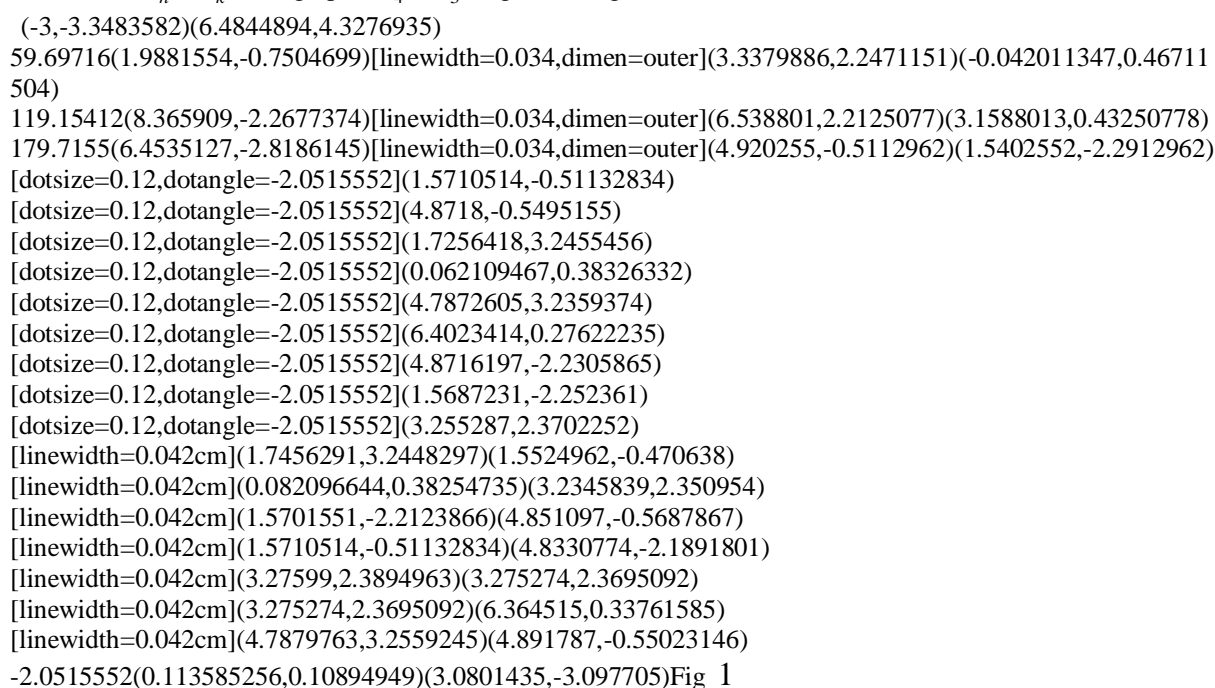 (-3,-3.3483582)(6.4844894,4.3276935)
59.69716(1.9881554,-0.7504699)[linewidth=0.034,dimen=outer](3.3379886,2.2471151)(-0.042011347,0.46711
504)
119.15412(8.365909,-2.2677374)[linewidth=0.034,dimen=outer](6.538801,2.2125077)(3.1588013,0.43250778)
179.7155(6.4535127,-2.8186145)[linewidth=0.034,dimen=outer](4.920255,-0.5112962)(1.5402552,-2.2912962)
[dotsize=0.12,dotangle=-2.0515552](1.5710514,-0.51132834)
[dotsize=0.12,dotangle=-2.0515552](4.8718,-0.5495155)
[dotsize=0.12,dotangle=-2.0515552](1.7256418,3.2455456)
[dotsize=0.12,dotangle=-2.0515552](0.062109467,0.38326332)
[dotsize=0.12,dotangle=-2.0515552](4.7872605,3.2359374)
[dotsize=0.12,dotangle=-2.0515552](6.4023414,0.27622235)
[dotsize=0.12,dotangle=-2.0515552](4.8716197,-2.2305865)
[dotsize=0.12,dotangle=-2.0515552](1.5687231,-2.252361)
[dotsize=0.12,dotangle=-2.0515552](3.255287,2.3702252)
[linewidth=0.042cm](1.7456291,3.2448297)(1.5524962,-0.470638)
[linewidth=0.042cm](0.082096644,0.38254735)(3.2345839,2.350954)
[linewidth=0.042cm](1.5701551,-2.2123866)(4.851097,-0.5687867)
[linewidth=0.042cm](1.5710514,-0.51132834)(4.8330774,-2.1891801)
[linewidth=0.042cm](3.27599,2.3894963)(3.275274,2.3695092)
[linewidth=0.042cm](3.275274,2.3695092)(6.364515,0.33761585)
[linewidth=0.042cm](4.7879763,3.2559245)(4.891787,-0.55023146)
-2.0515552(0.113585256,0.10894949)(3.0801435,-3.097705)Fig 1